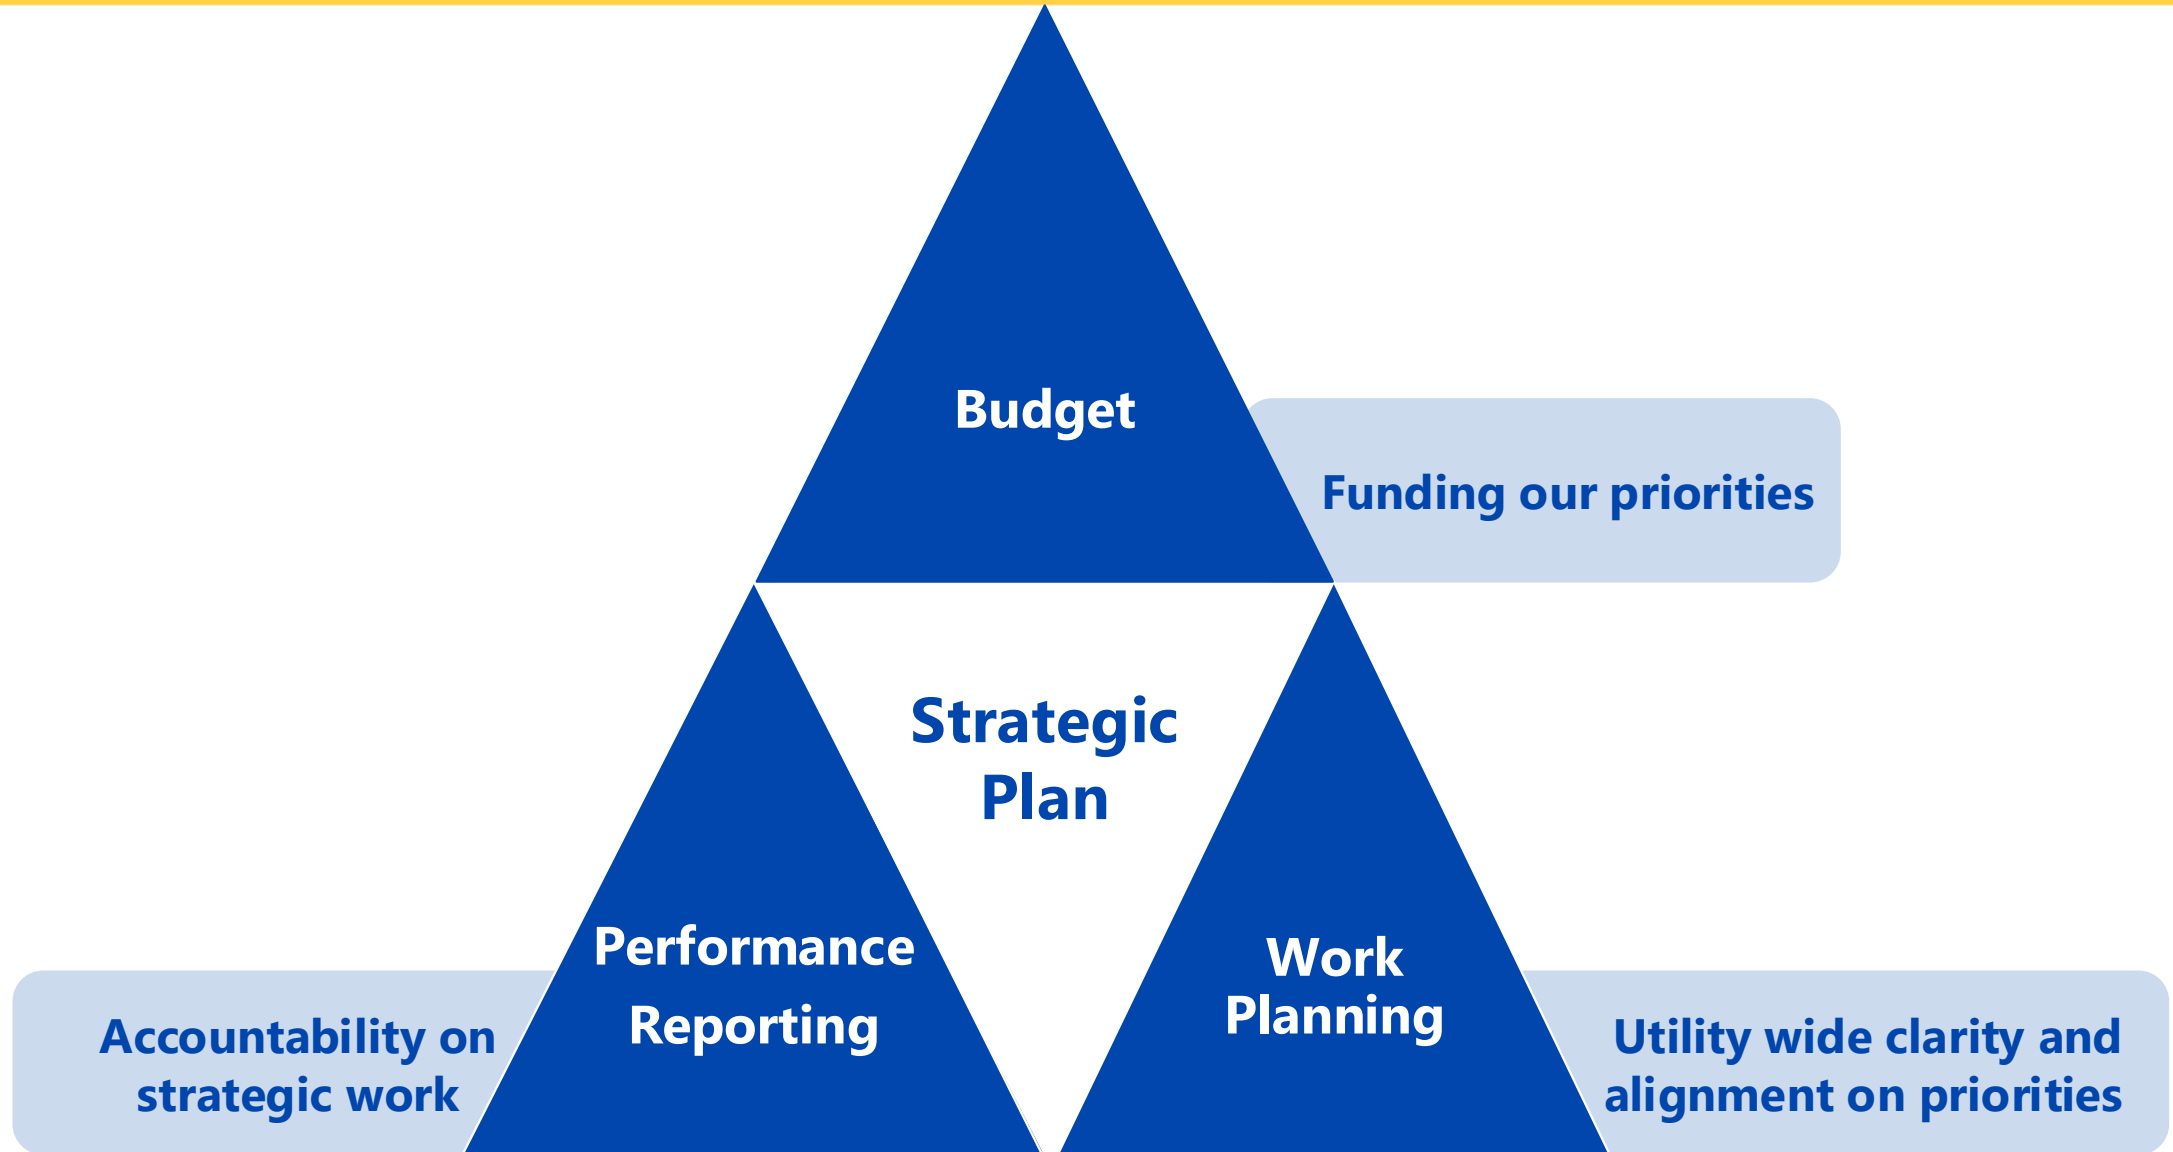 Budget
Funding our priorities
Strategic
Plan
Performance
Reporting
Work
Planning
Accountability on
strategic work
Utility wide clarity and
alignment on priorities